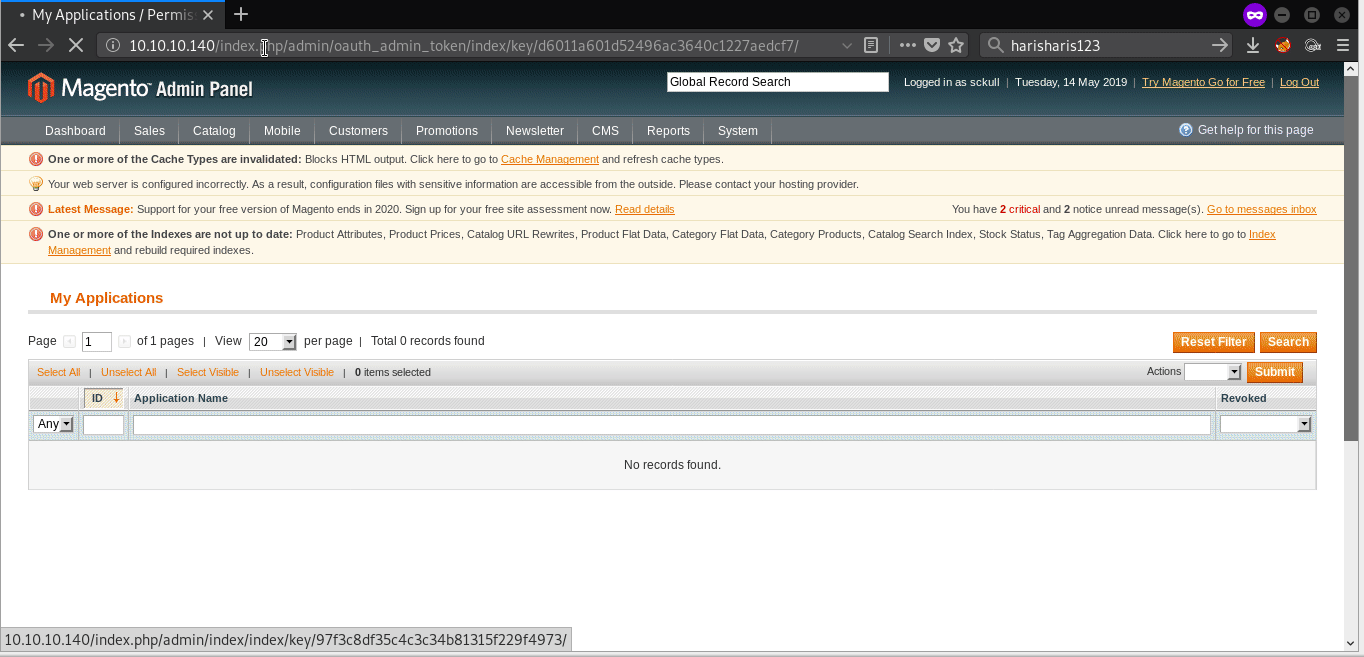 My Applications / Permis
10.10.10.140/index.php/admin/oauth_admin_token/index/key/d6011a601d52496ac3640c1227aedcf7/
harisharis123
Magento Admin Panel
Global Record Search
Logged in as sckull | Tuesday, 14 May 2019 | Try Magento Go for Free | Log Out
Dashboard Sales Catalog Mobile Customers Promotions Newsletter CMS Reports System
Get help for this page
One or more of the Cache Types are invalidated: Blocks HTML output. Click here to go to Cache Management and refresh cache types.
Your web server is configured incorrectly. As a result, configuration files with sensitive information are accessible from the outside. Please contact your hosting provider.
Latest Message: Support for your free version of Magento ends in 2020. Sign up for your free site assessment now. Read details
You have 2 critical and 2 notice unread message(s). Go to messages inbox
One or more of the Indexes are not up to date: Product Attributes, Product Prices, Catalog URL Rewrites, Product Flat Data, Category Flat Data, Category Products, Catalog Search Index, Stock Status, Tag Aggregation Data. Click here to go to Index
Management and rebuild required indexes.
My Applications
Page 1 of 1 pages | View 20 per page | Total 0 records found
Reset Filter Search
Select All | Unselect All | Select Visible | Unselect Visible | 0 items selected
Actions Submit
ID Application Name Revoked
Any
No records found.
10.10.10.140/index.php/admin/index/index/key/97f3c8df35c4c3c34b81315f229f4973/